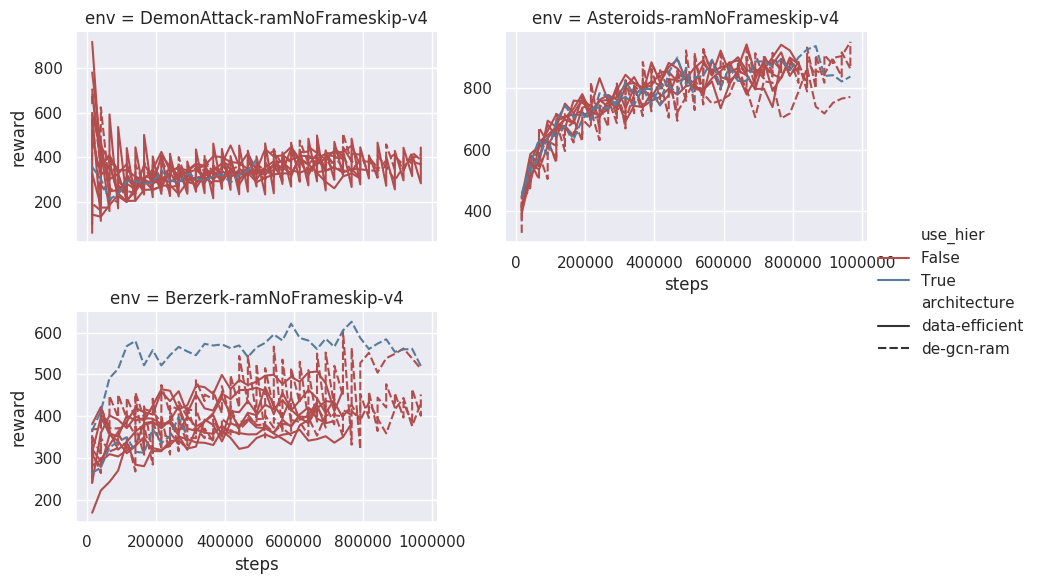 env = DemonAttack-ramNoFrameskip-v4
800
600
400
200
reward
env = Asteroids-ramNoFrameskip-v4
800
600
400
0 200000 400000 600000 800000 1000000
steps
use_hier
False
True
architecture
data-efficient
de-gcn-ram
env = Berzerk-ramNoFrameskip-v4
600
500
400
300
200
reward
0 200000 400000 600000 800000 1000000
steps